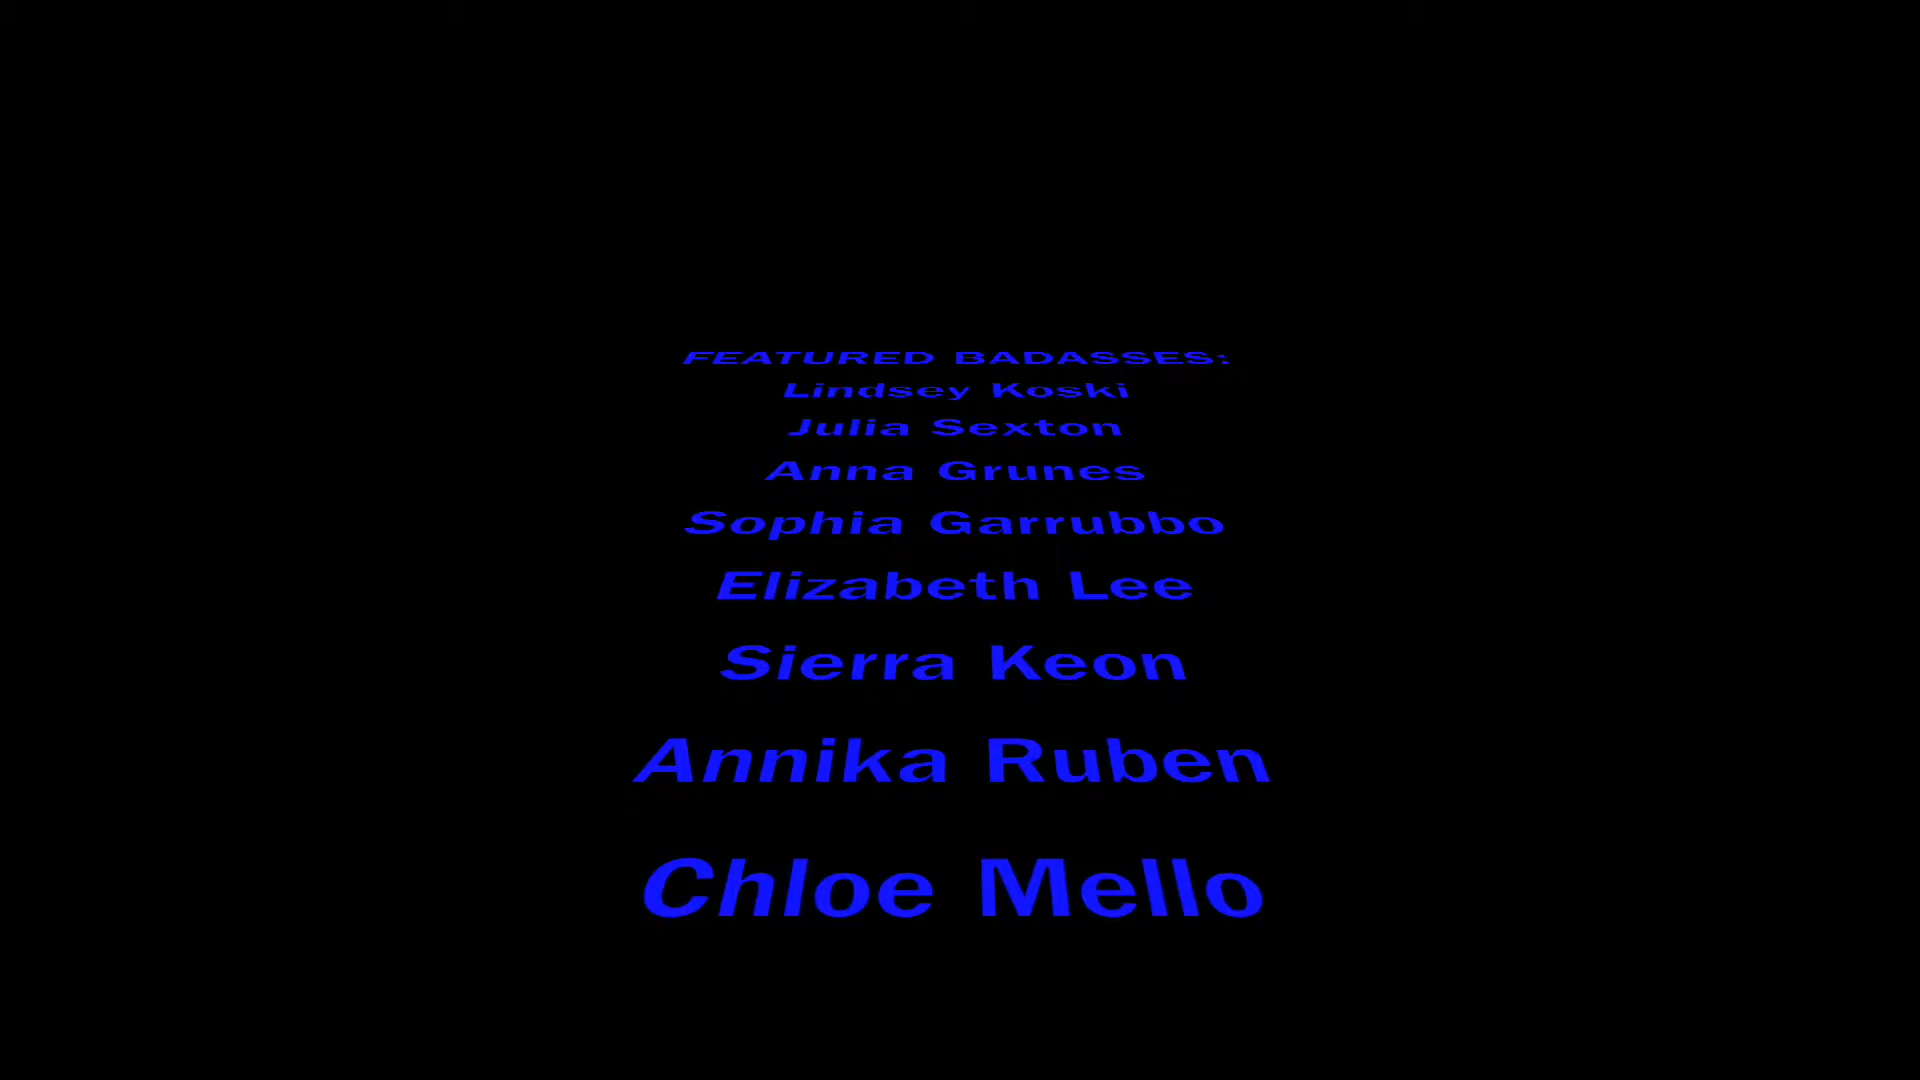 FEATURED BADASSES:
Lindsey Koski
Julia Sexton
Anna Grunes
Sophia Garrubbo
Elizabeth Lee
Sierra Keon
Annika Ruben
Chloe Mello